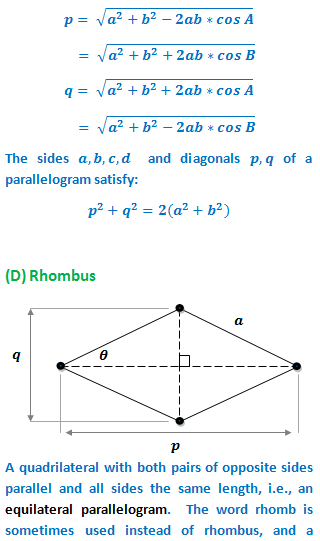 p = √(a² + b² − 2ab * cos A)
= √(a² + b² + 2ab * cos B)
q = √(a² + b² + 2ab * cos A)
= √(a² + b² − 2ab * cos B)
The sides a, b, c, d and diagonals p, q of a
parallelogram satisfy:
p² + q² = 2(a² + b²)
(D) Rhombus
a
q
θ
p
A quadrilateral with both pairs of opposite sides
parallel and all sides the same length, i.e., an
equilateral parallelogram. The word rhomb is
sometimes used instead of rhombus, and a